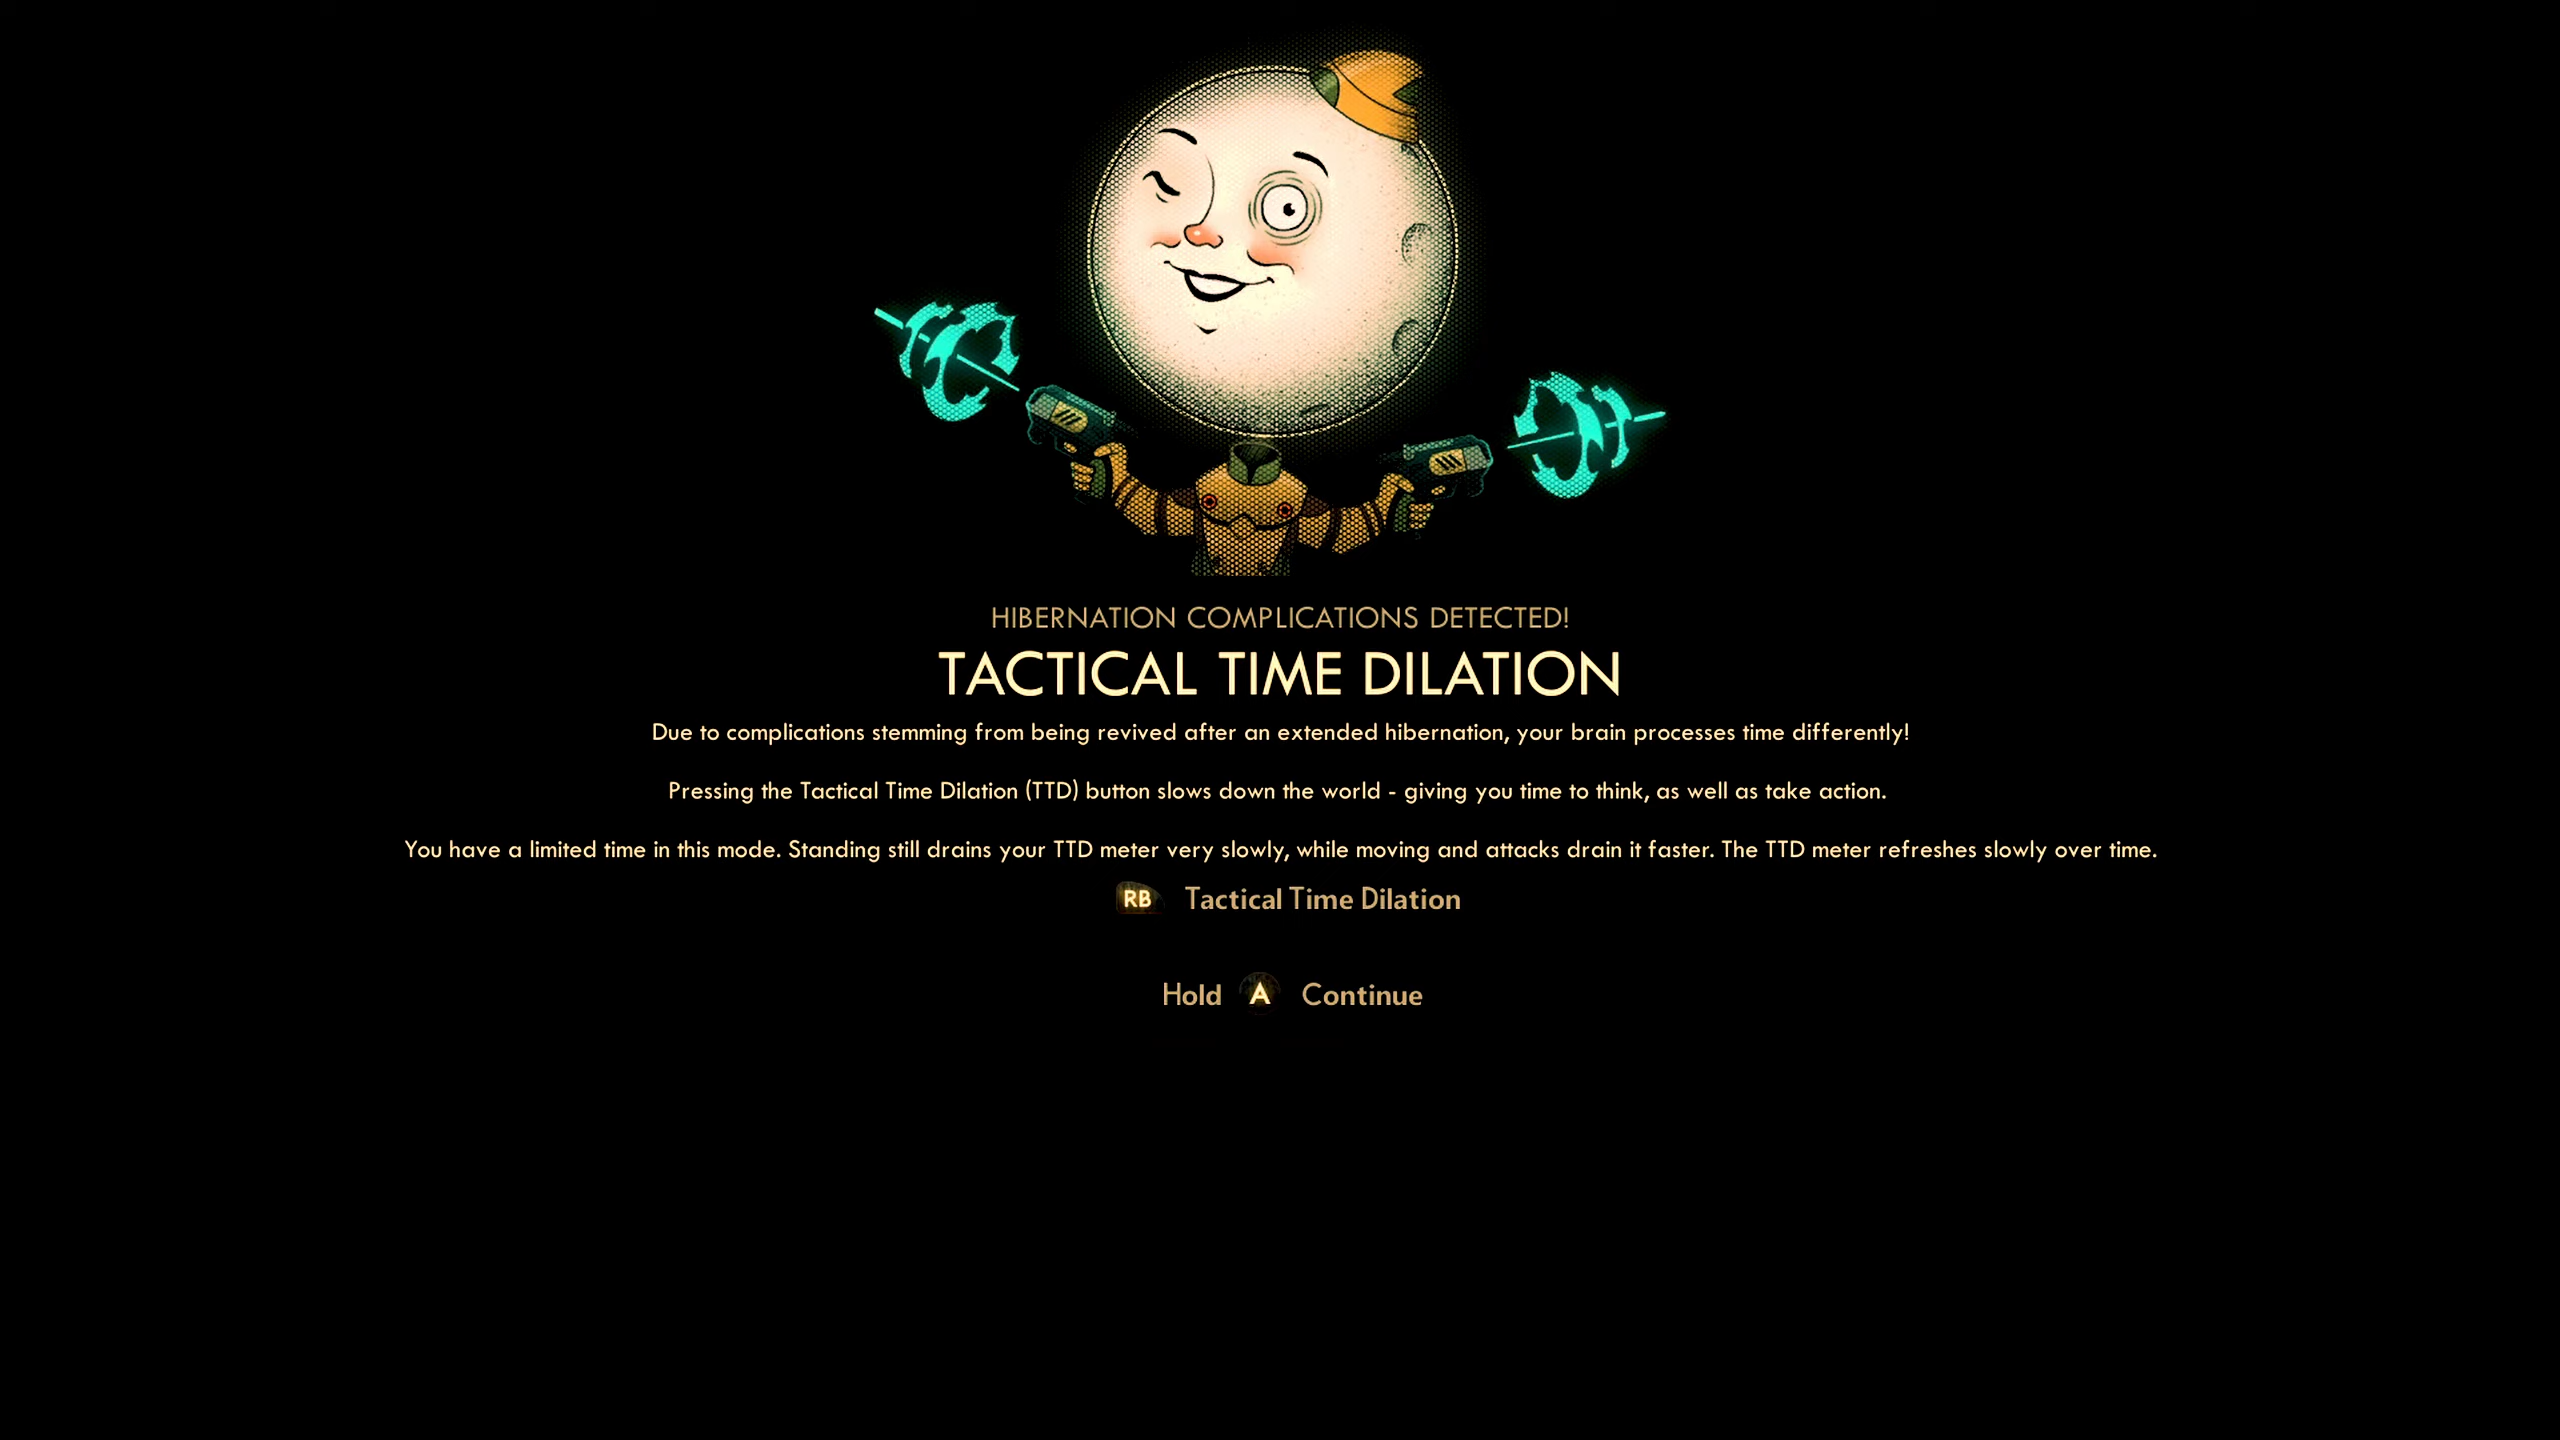 HIBERNATION COMPLICATIONS DETECTED!
TACTICAL TIME DILATION
Due to complications stemming from being revived after an extended hibernation, your brain processes time differently!
Pressing the Tactical Time Dilation (TTD) button slows down the world - giving you time to think, as well as take action.
You have a limited time in this mode. Standing still drains your TTD meter very slowly, while moving and attacks drain it faster. The TTD meter refreshes slowly over time.
RB Tactical Time Dilation
Hold A Continue